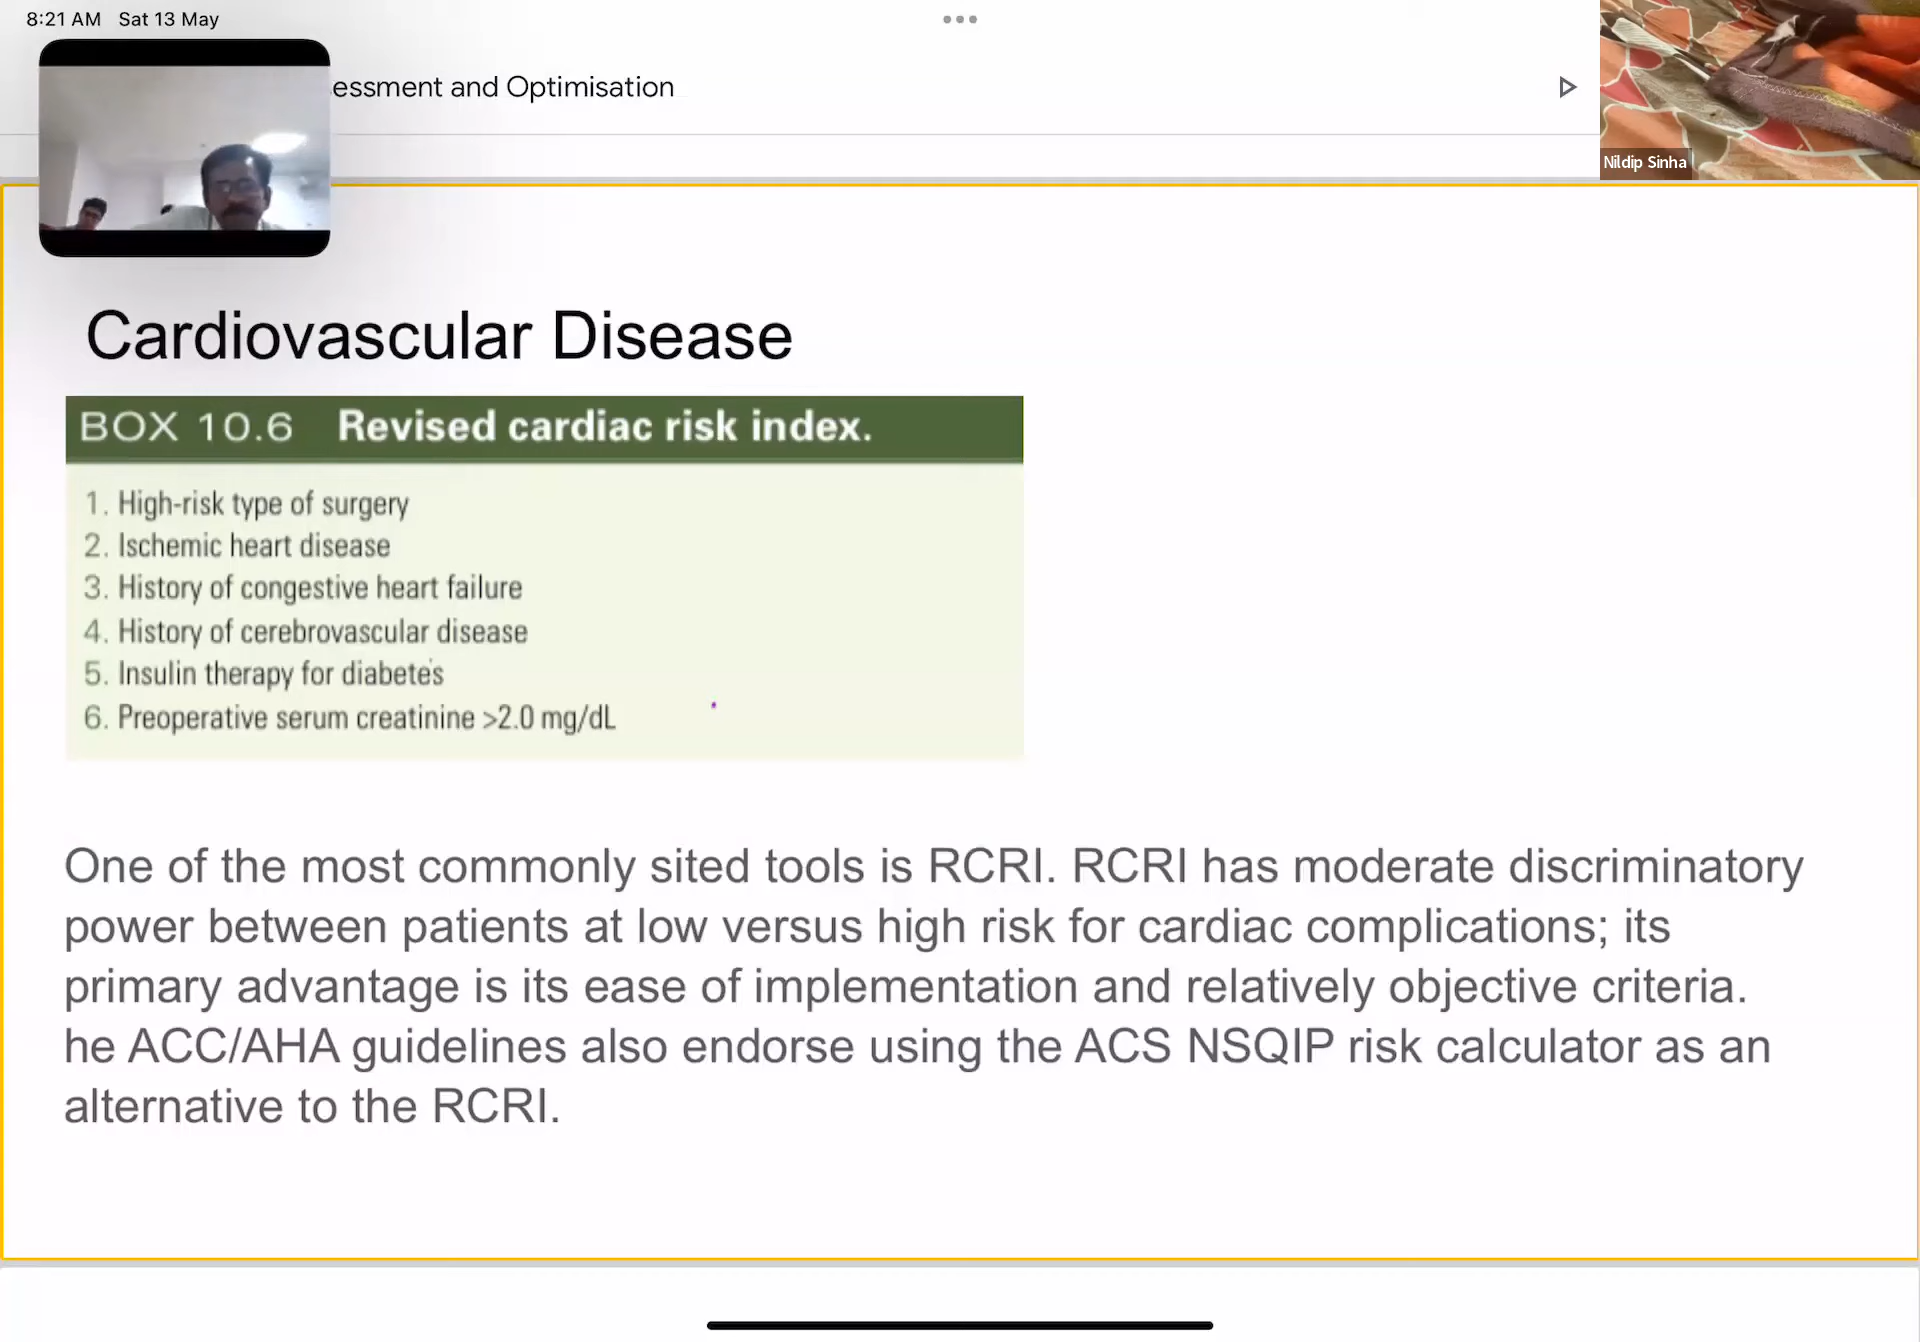 8:21 AM Sat 13 May
essment and Optimisation
Nildip Sinha
Cardiovascular Disease
BOX 10.6 Revised cardiac risk index.
1. High-risk type of surgery
2. Ischemic heart disease
3. History of congestive heart failure
4. History of cerebrovascular disease
5. Insulin therapy for diabetes
6. Preoperative serum creatinine >2.0 mg/dL
One of the most commonly sited tools is RCRI. RCRI has moderate discriminatory
power between patients at low versus high risk for cardiac complications; its
primary advantage is its ease of implementation and relatively objective criteria.
he ACC/AHA guidelines also endorse using the ACS NSQIP risk calculator as an
alternative to the RCRI.